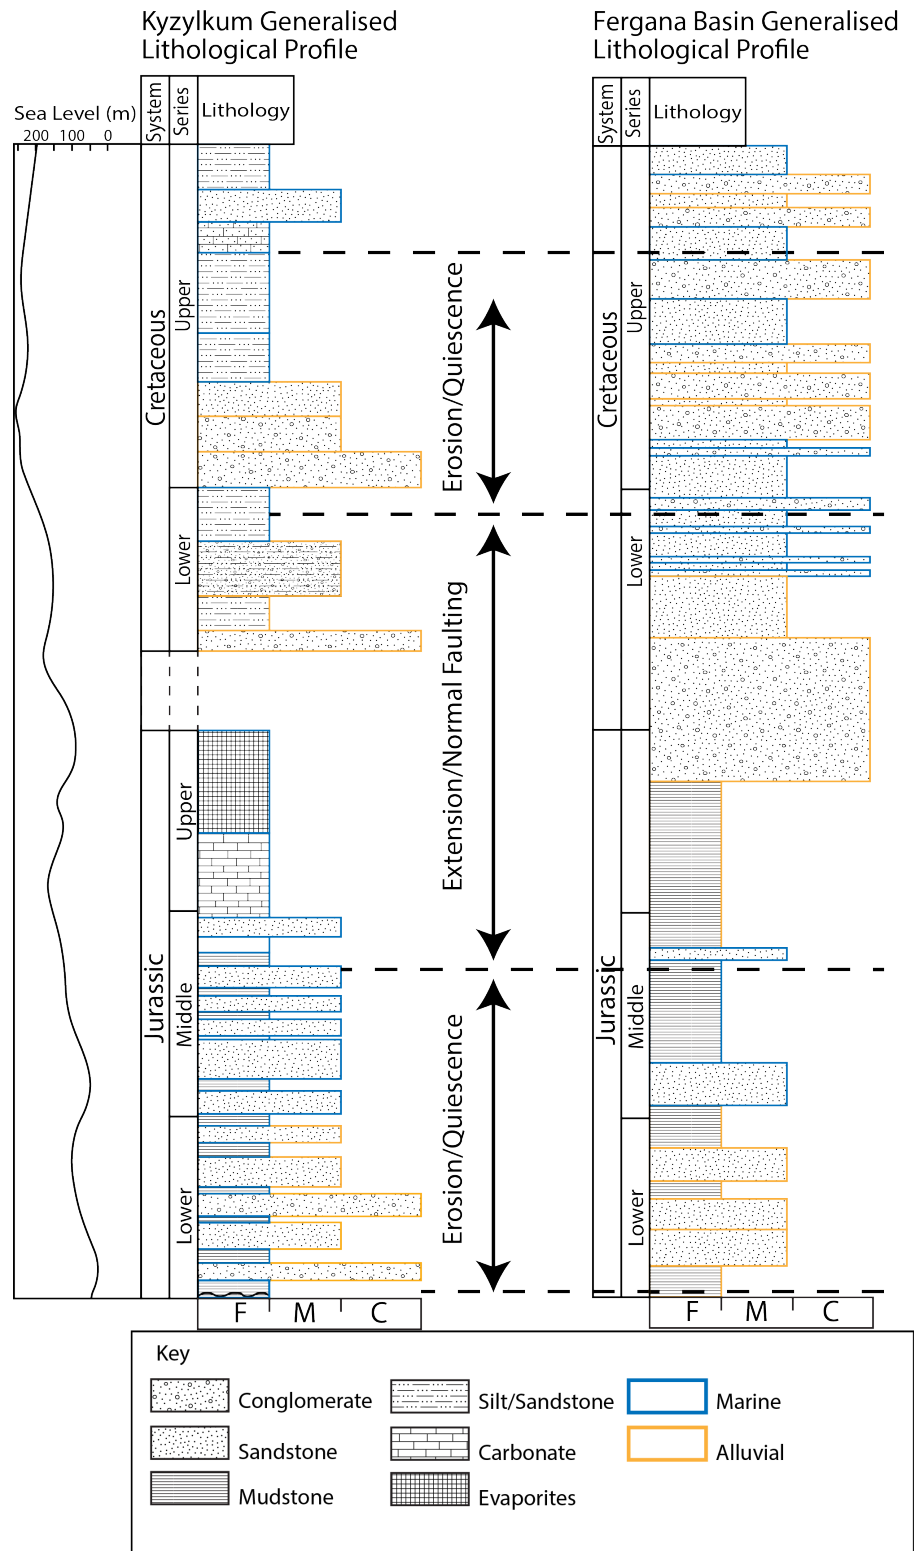 Kyzylkum Generalised
Lithological Profile
Fergana Basin Generalised
Lithological Profile
Sea Level (m)
200 100 0
System
Series
Lithology
System
Series
Lithology
Cretaceous
Upper
Lower
Jurassic
Upper
Middle
Lower
Erosion/Quiescence
Extension/Normal Faulting
Erosion/Quiescence
Cretaceous
Upper
Lower
Jurassic
Middle
Lower
F M C
F M C
Key
Conglomerate
Silt/Sandstone
Marine
Sandstone
Carbonate
Alluvial
Mudstone
Evaporites